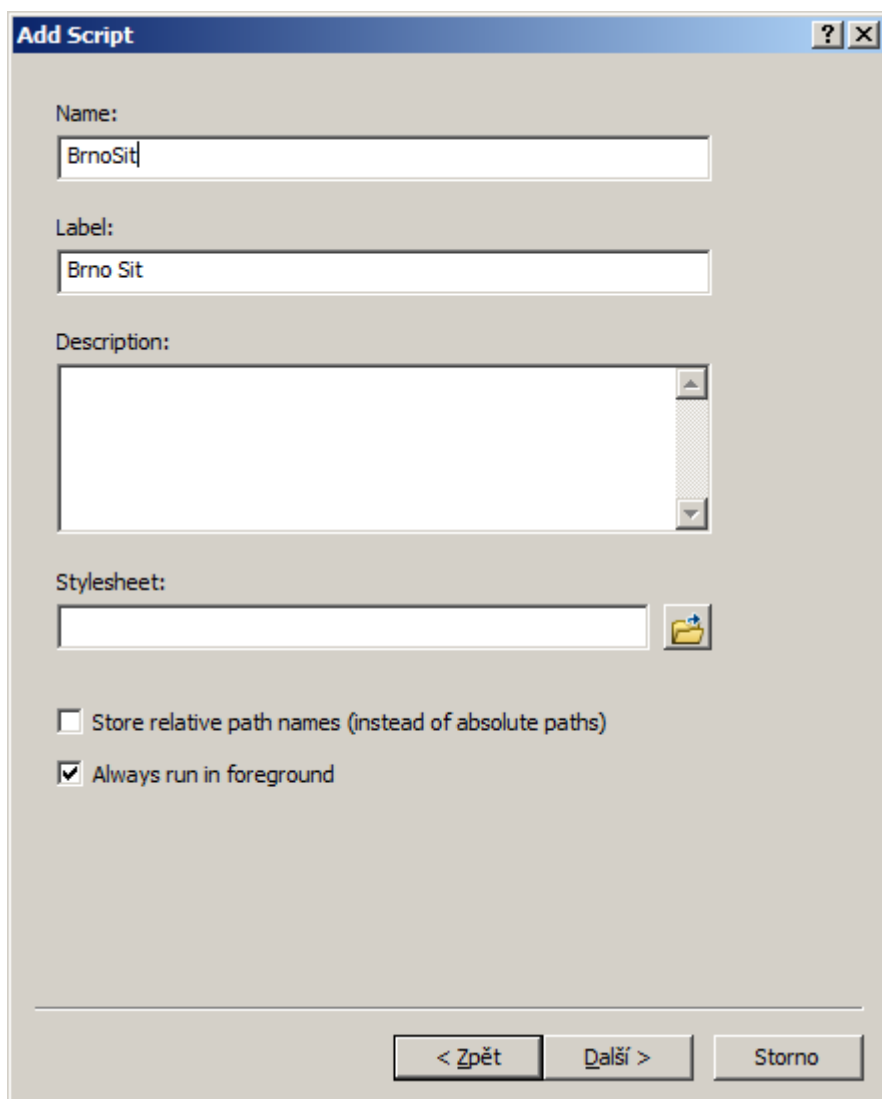 Add Script
Name:
BrnoSit
Label:
Brno Sit
Description:
Stylesheet:
Store relative path names (instead of absolute paths)
Always run in foreground
< Zpět Další > Storno